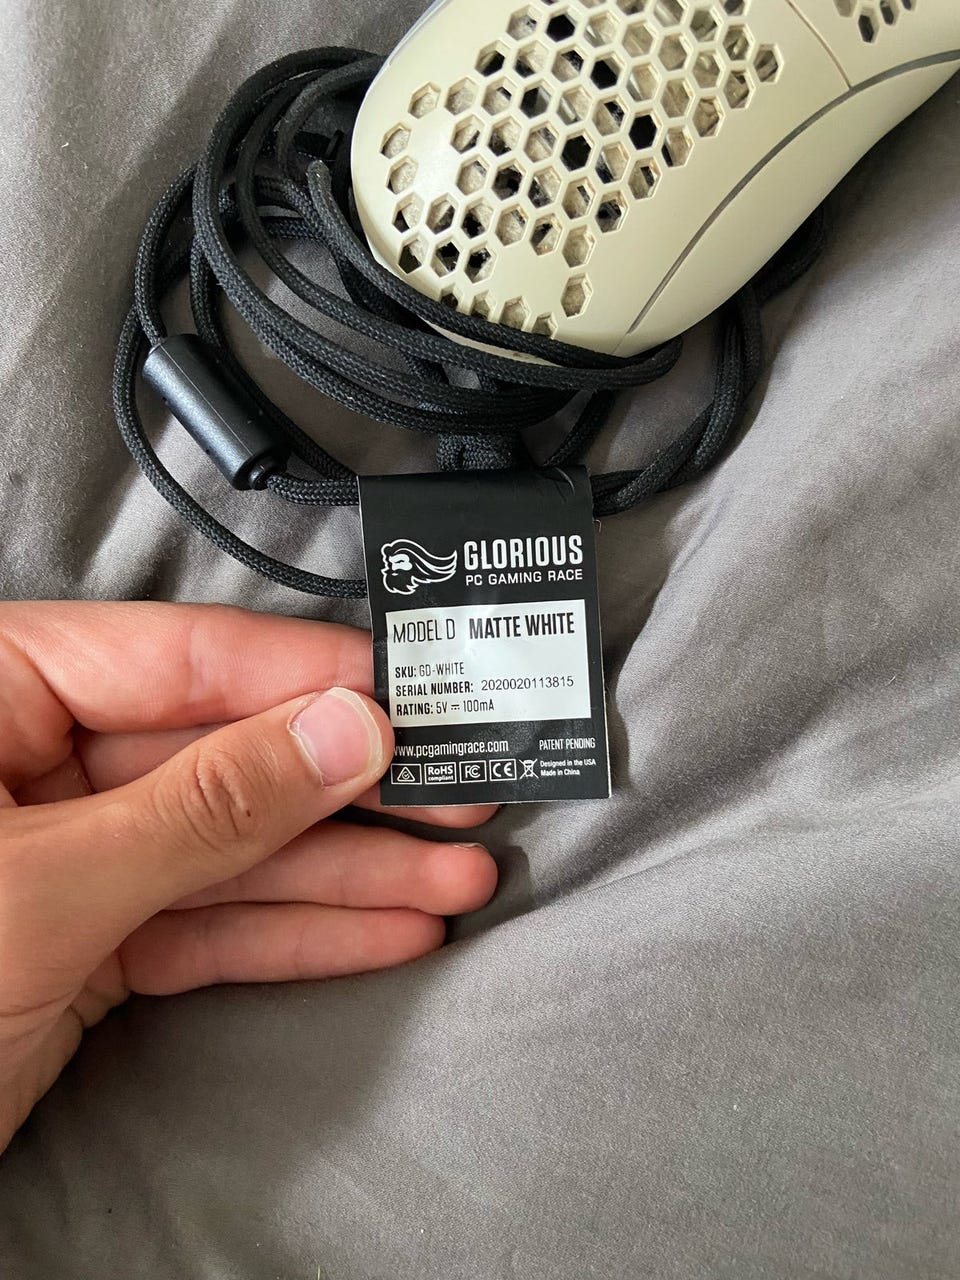 GLORIOUS
PC GAMING RACE
MODEL D MATTE WHITE
SKU: GD-WHITE
SERIAL NUMBER: 2020020113815
RATING: 5V ⎓ 100mA
www.pcgamingrace.com PATENT PENDING
RoHS
compliant
FC CE
Designed in the USA
Made in China